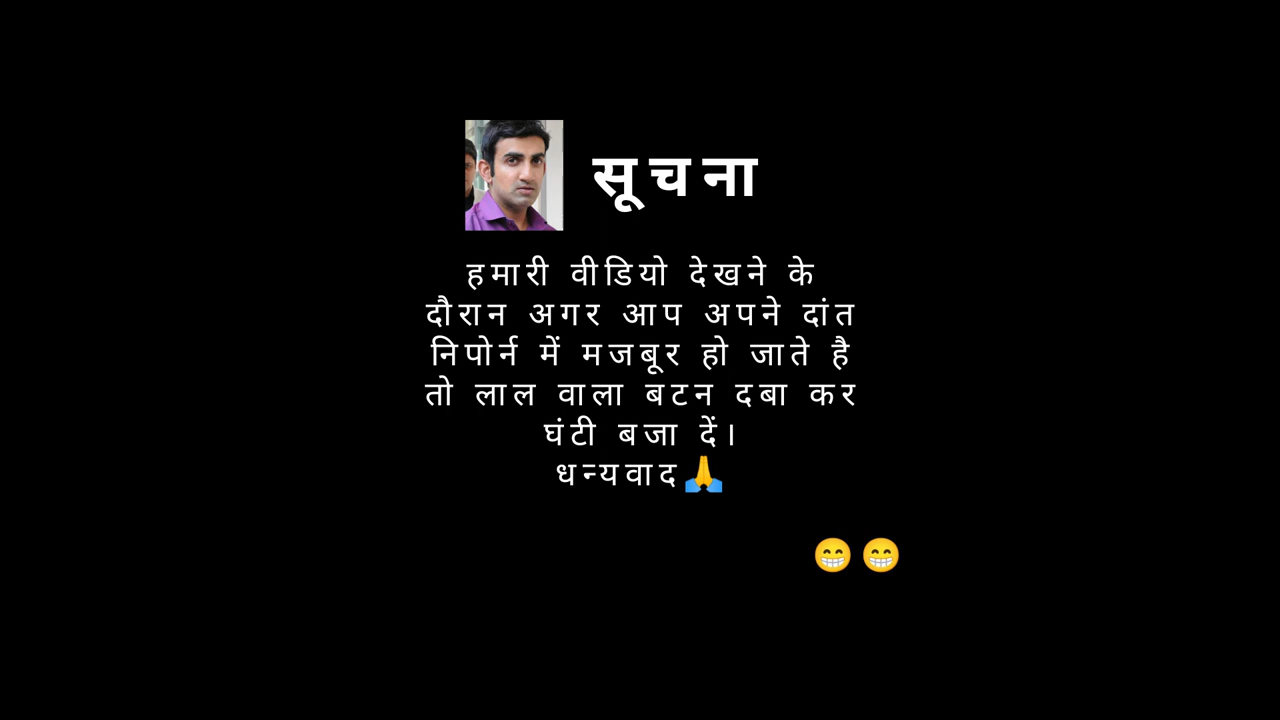 सूचना
हमारी वीडियो देखने के
दौरान अगर आप अपने दांत
निपोर्न में मजबूर हो जाते है
तो लाल वाला बटन दबा कर
घंटी बजा दें।
धन्यवाद🙏
😁😁